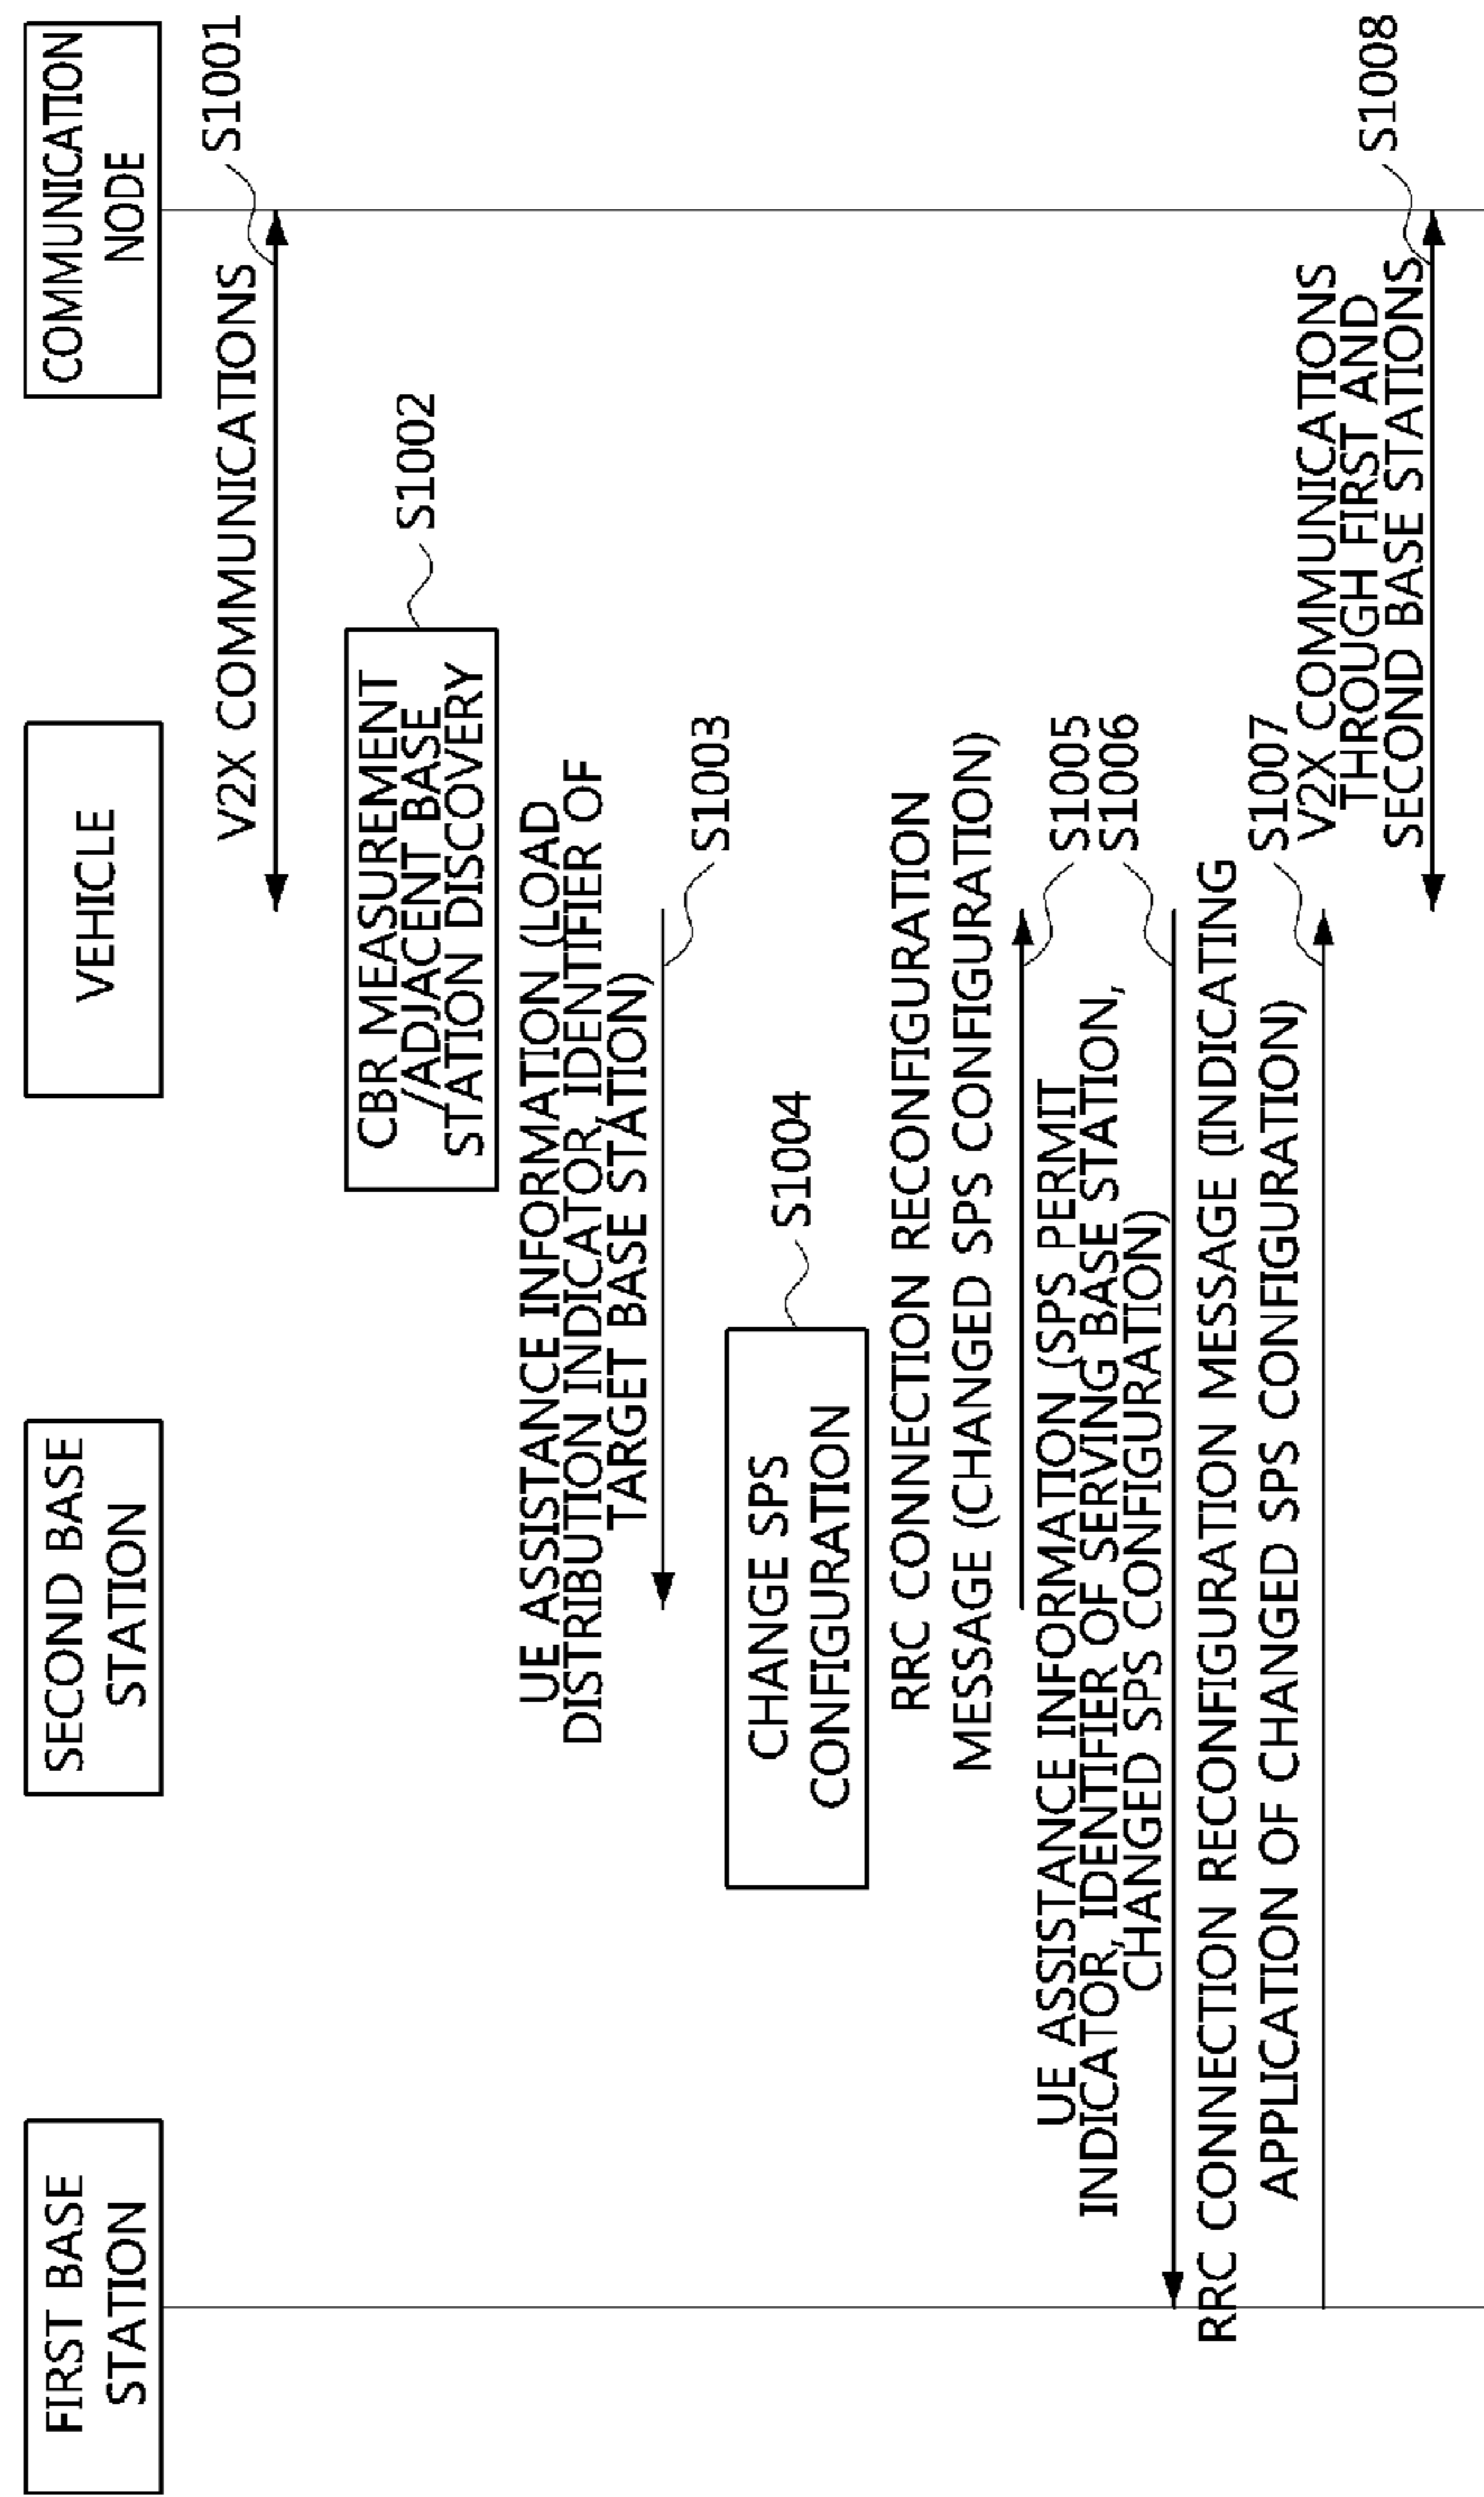 FIRST BASE
STATION
SECOND BASE
STATION
VEHICLE
COMMUNICATION
NODE
V2X COMMUNICATIONS
S1001
CBR MEASUREMENT
/ADJACENT BASE
STATION DISCOVERY
S1002
UE ASSISTANCE INFORMATION (LOAD
DISTRIBUTION INDICATOR, IDENTIFIER OF
TARGET BASE STATION)
S1003
CHANGE SPS
CONFIGURATION
S1004
RRC CONNECTION RECONFIGURATION
MESSAGE (CHANGED SPS CONFIGURATION)
S1005
UE ASSISTANCE INFORMATION (SPS PERMIT
INDICATOR, IDENTIFIER OF SERVING BASE STATION,
CHANGED SPS CONFIGURATION)
S1006
RRC CONNECTION RECONFIGURATION MESSAGE (INDICATING
APPLICATION OF CHANGED SPS CONFIGURATION)
S1007
V2X COMMUNICATIONS
THROUGH FIRST AND
SECOND BASE STATIONS
S1008